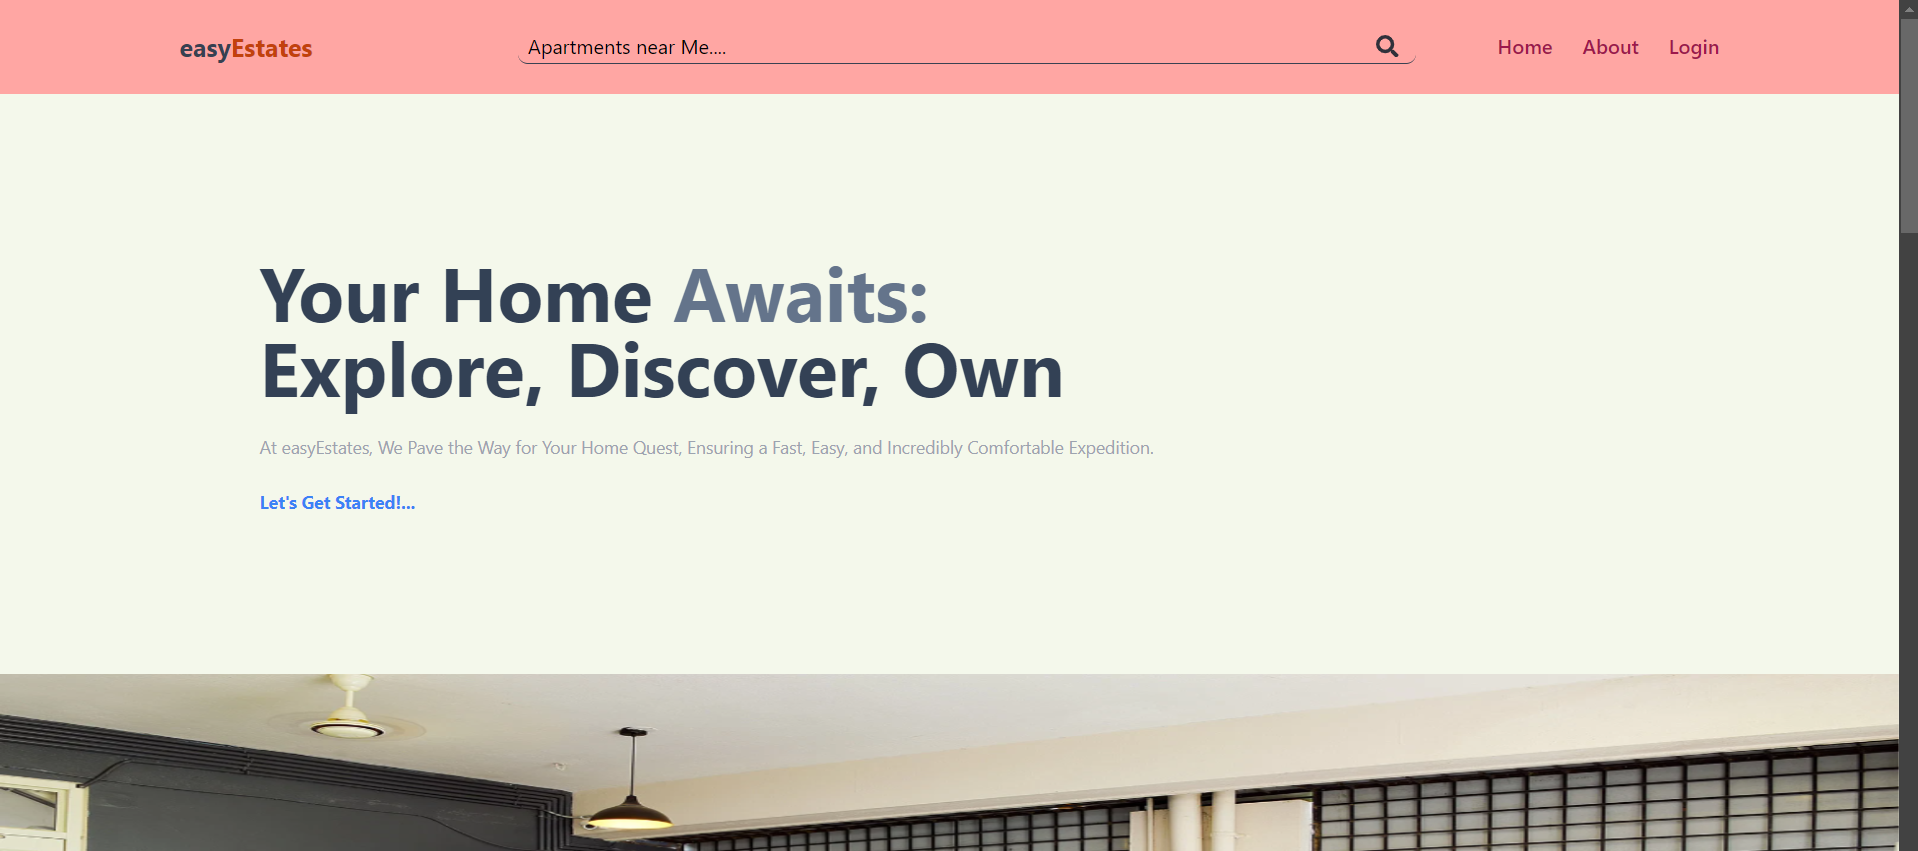 easyEstates
Apartments near Me....
Home
About
Login
Your Home Awaits:
Explore, Discover, Own
At easyEstates, We Pave the Way for Your Home Quest, Ensuring a Fast, Easy, and Incredibly Comfortable Expedition.
Let's Get Started!...